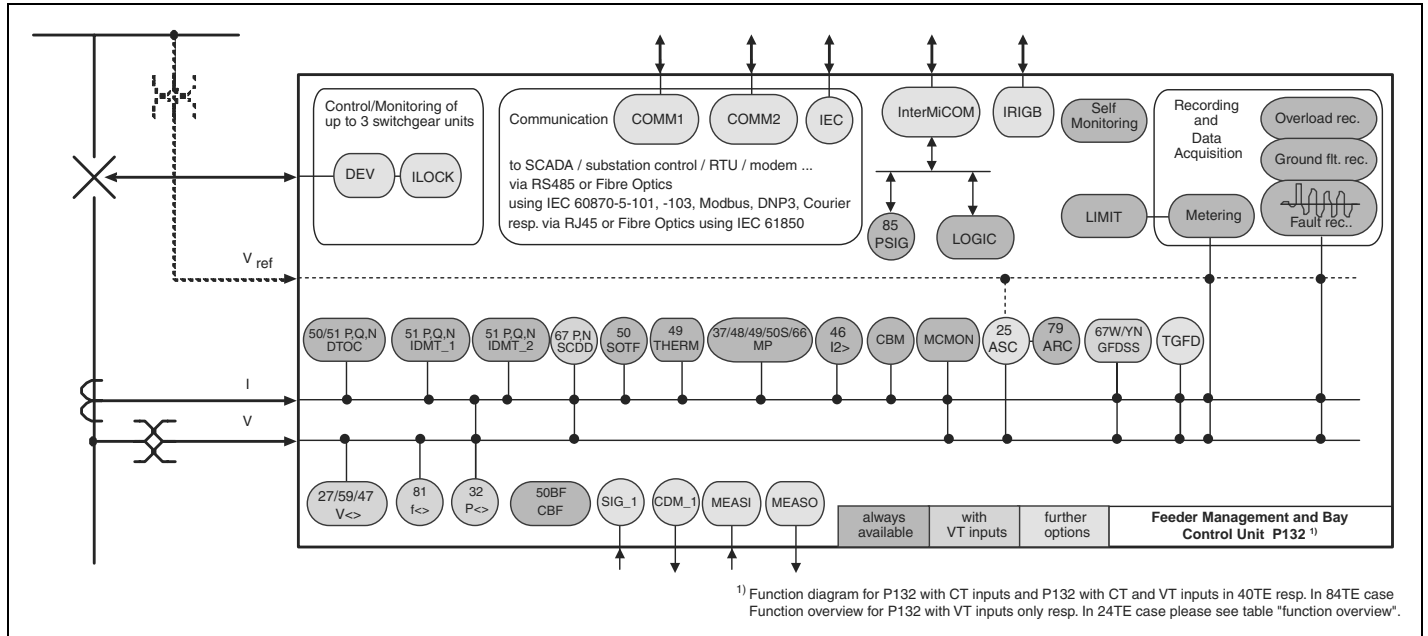 Control/Monitoring of
up to 3 switchgear units
DEV
ILOCK
Communication
COMM1
COMM2
IEC
to SCADA / substation control / RTU / modem ...
via RS485 or Fibre Optics
using IEC 60870-5-101, -103, Modbus, DNP3, Courier
resp. via RJ45 or Fibre Optics using IEC 61850
InterMiCOM
IRIGB
85
PSIG
LOGIC
Self
Monitoring
Recording
and
Data
Acquisition
Overload rec.
Ground flt. rec.
Fault rec..
LIMIT
Metering
V ref
50/51 P,Q,N
DTOC
51 P,Q,N
IDMT_1
51 P,Q,N
IDMT_2
67 P,N
SCDD
50
SOTF
49
THERM
37/48/49/50S/66
MP
46
I2>
CBM
MCMON
25
ASC
79
ARC
67W/YN
GFDSS
TGFD
I
V
27/59/47
V<>
81
f<>
32
P<>
50BF
CBF
SIG_1
CDM_1
MEASI
MEASO
always
available
with
VT inputs
further
options
Feeder Management and Bay
Control Unit P132 1)
1) Function diagram for P132 with CT inputs and P132 with CT and VT inputs in 40TE resp. In 84TE case
Function overview for P132 with VT inputs only resp. In 24TE case please see table "function overview".